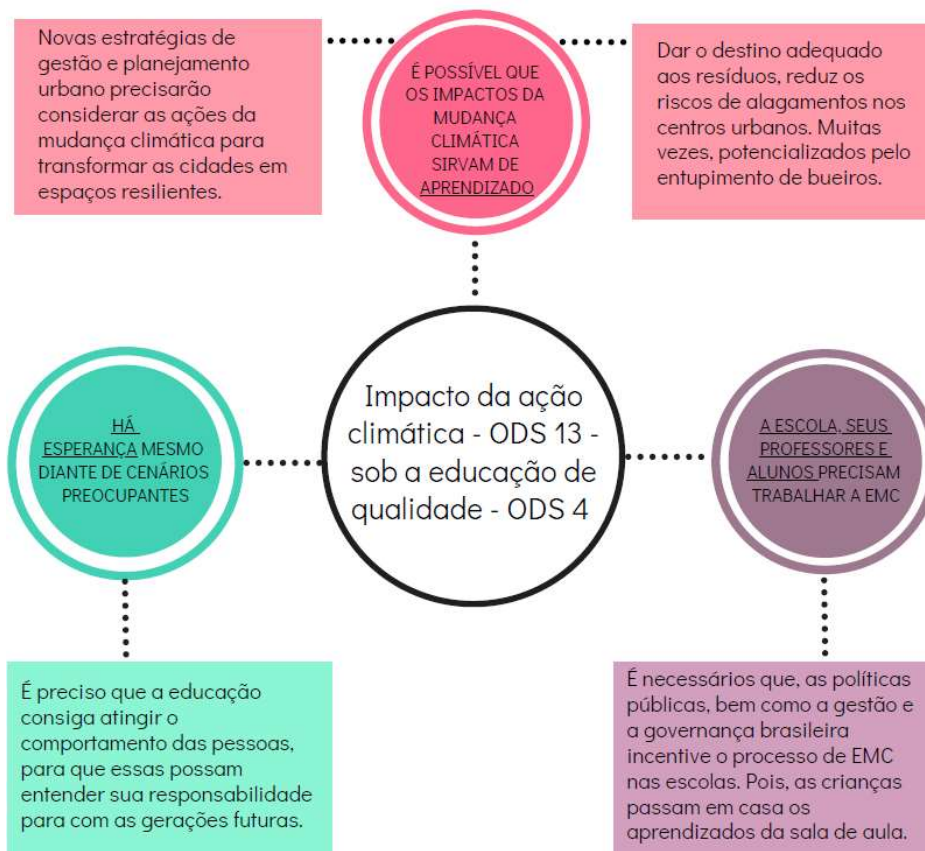 Novas estratégias de
gestão e planejamento
urbano precisarão
considerar as ações da
mudança climática para
transformar as cidades em
espaços resilientes.
É POSSÍVEL QUE
OS IMPACTOS DA
MUDANÇA
CLIMÁTICA
SIRVAM DE
APRENDIZADO
Dar o destino adequado
aos resíduos, reduz os
riscos de alagamentos nos
centros urbanos. Muitas
vezes, potencializados pelo
entupimento de bueiros.
HÁ
ESPERANÇA MESMO
DIANTE DE CENÁRIOS
PREOCUPANTES
Impacto da ação
climática - ODS 13 -
sob a educação de
qualidade - ODS 4
A ESCOLA, SEUS
PROFESSORES E
ALUNOS PRECISAM
TRABALHAR A EMC
É preciso que a educação
consiga atingir o
comportamento das pessoas,
para que essas possam
entender sua responsabilidade
para com as gerações futuras.
É necessários que, as políticas
públicas, bem como a gestão e
a governança brasileira
incentive o processo de EMC
nas escolas. Pois, as crianças
passam em casa os
aprendizados da sala de aula.